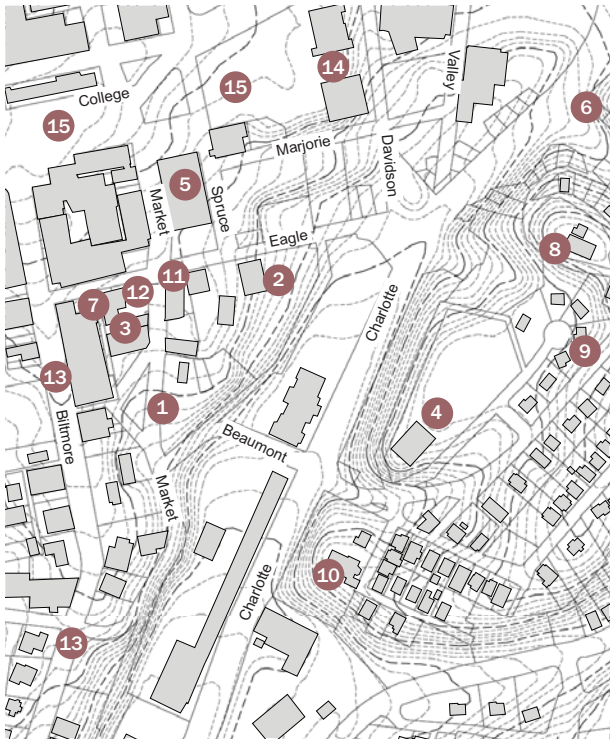 14
Valley
15
College
6
15
Marjorie
Davidson
5
Market
Spruce
Eagle
8
11
2
12
7
Charlotte
3
9
13
1
4
Biltmore
Beaumont
Market
10
Charlotte
13